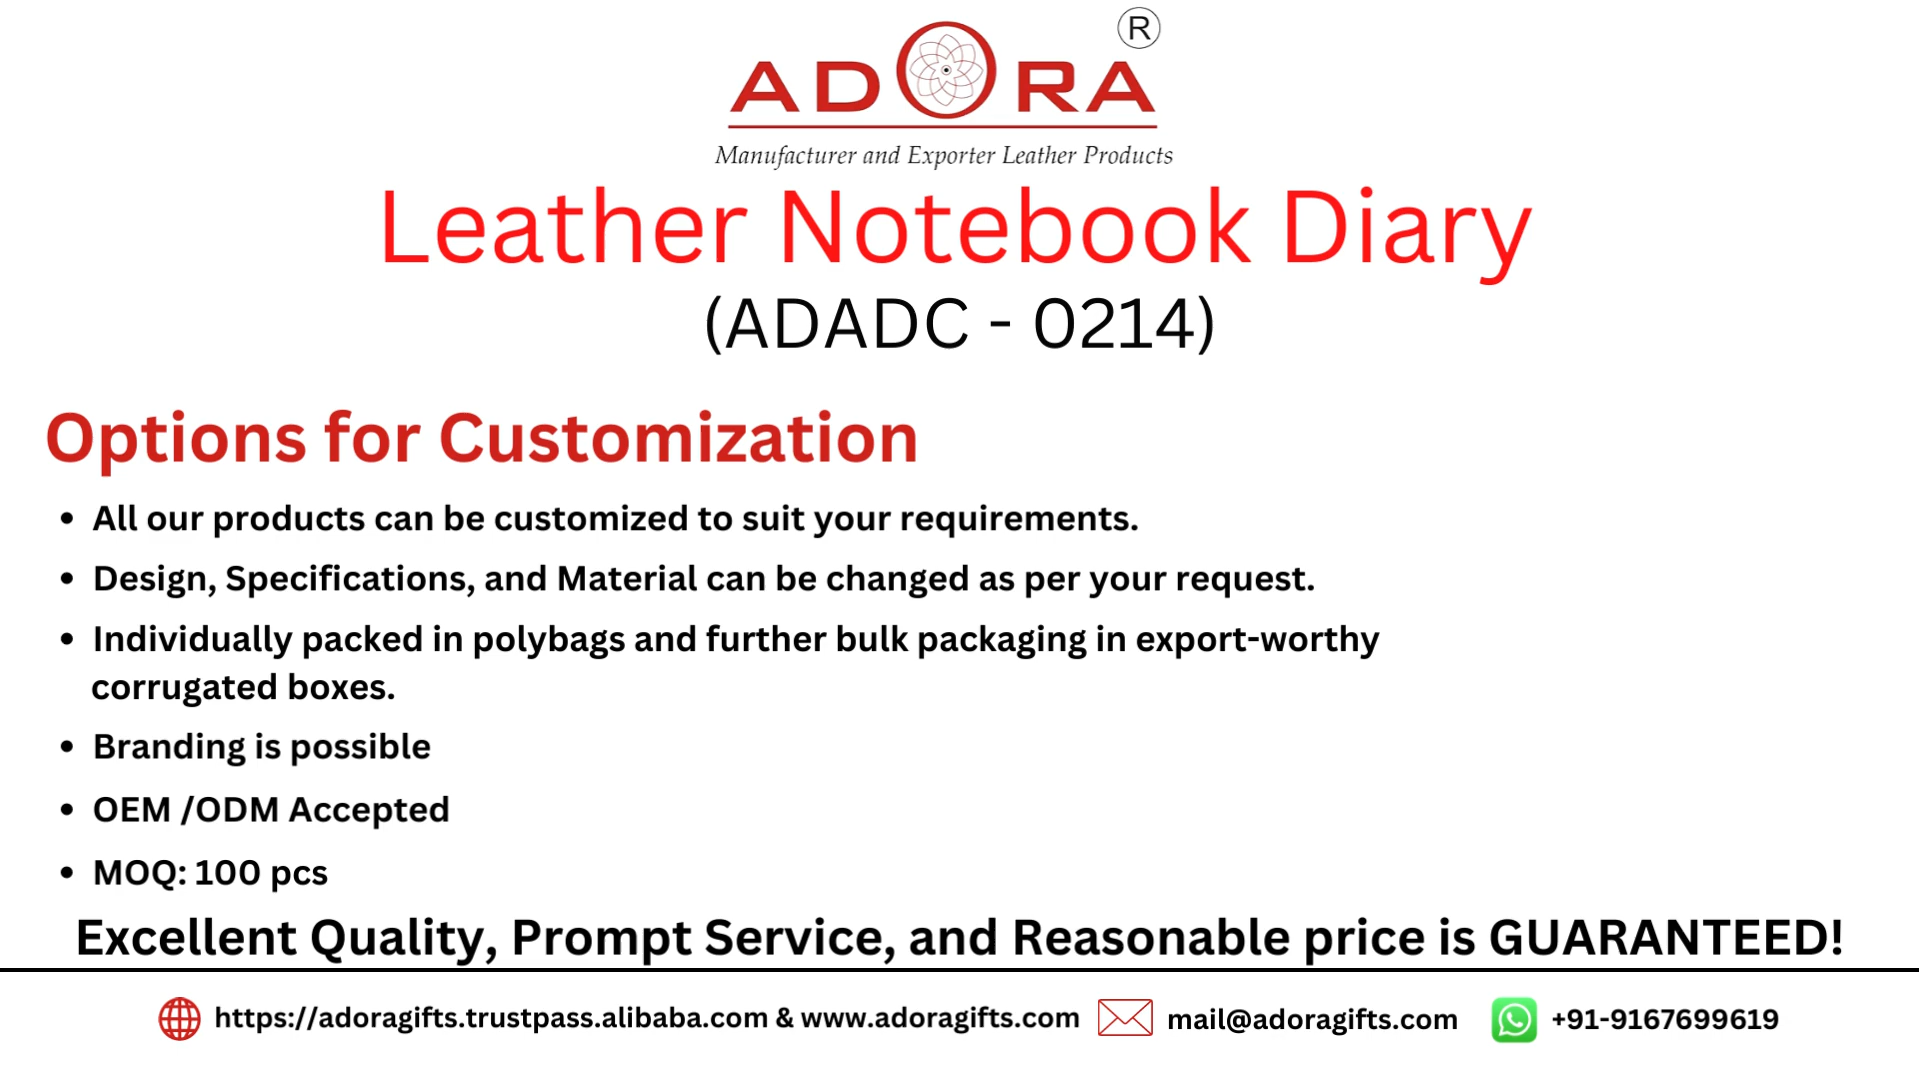 ADORA ®
Manufacturer and Exporter Leather Products
Leather Notebook Diary
(ADADC - 0214)
Options for Customization
• All our products can be customized to suit your requirements.
• Design, Specifications, and Material can be changed as per your request.
• Individually packed in polybags and further bulk packaging in export-worthy
corrugated boxes.
• Branding is possible
• OEM /ODM Accepted
• MOQ: 100 pcs
Excellent Quality, Prompt Service, and Reasonable price is GUARANTEED!
https://adoragifts.trustpass.alibaba.com & www.adoragifts.com mail@adoragifts.com +91-9167699619